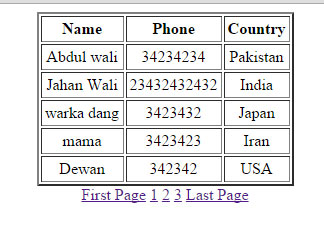 Name Phone Country
Abdul wali 34234234 Pakistan
Jahan Wali 23432432432 India
warka dang 3423432 Japan
mama 3423423 Iran
Dewan 342342 USA
First Page 1 2 3 Last Page